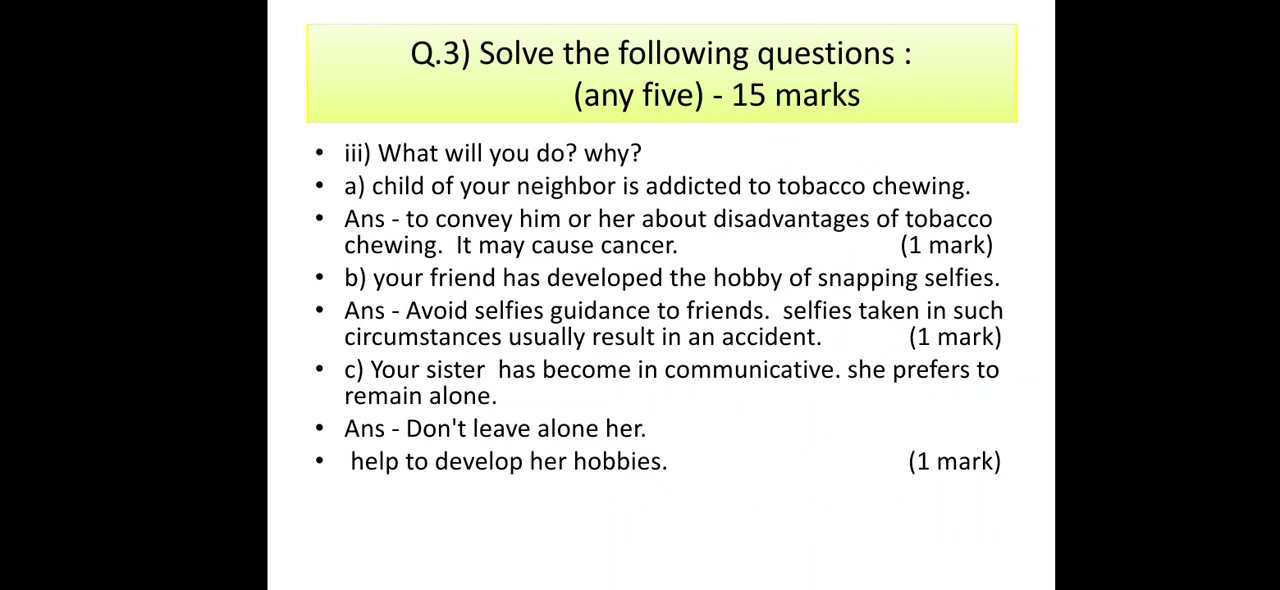 Q.3) Solve the following questions :
(any five) - 15 marks
• iii) What will you do? why?
• a) child of your neighbor is addicted to tobacco chewing.
• Ans - to convey him or her about disadvantages of tobacco
chewing. It may cause cancer. (1 mark)
• b) your friend has developed the hobby of snapping selfies.
• Ans - Avoid selfies guidance to friends. selfies taken in such
circumstances usually result in an accident. (1 mark)
• c) Your sister has become in communicative. she prefers to
remain alone.
• Ans - Don't leave alone her.
• help to develop her hobbies. (1 mark)